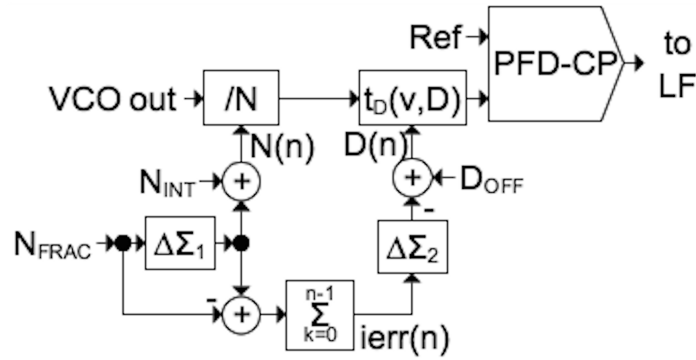 Ref
PFD-CP
to
LF
VCO out
/N
t_D(v,D)
N(n)
D(n)
N_INT
+
+
D_OFF
-
N_FRAC
ΔΣ_1
ΔΣ_2
-
+
n-1
Σ
k=0
ierr(n)